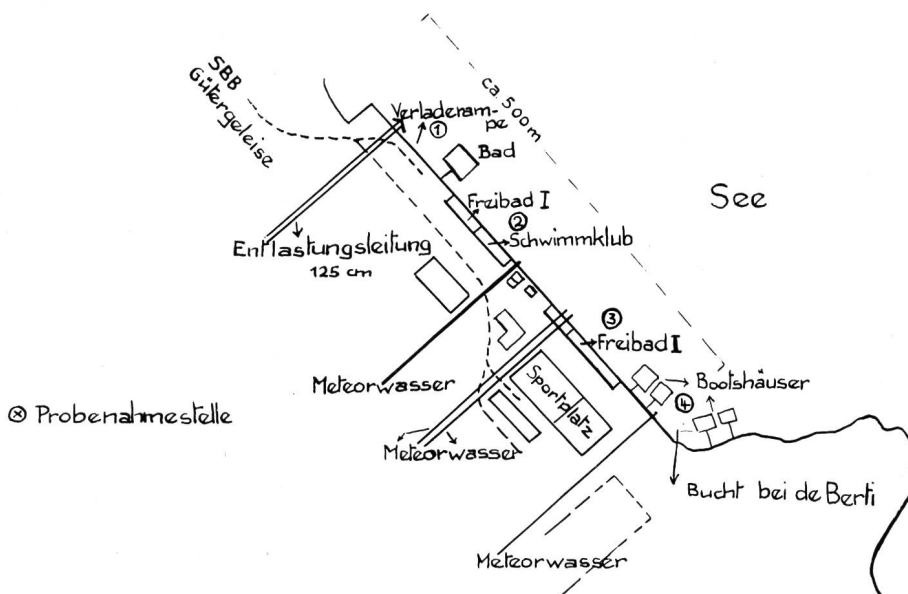 SBB
Gütergeleise
Verladeram-
pe
①
ca. 500 m
Bad
See
Freibad I
②
Schwimmklub
Entlastungsleitung
125 cm
③
Freibad I
Meteorwasser
Sportplatz
Bootshäuser
④
⊗ Probenahmestelle
Meteorwasser
Bucht bei de Berti
Meteorwasser